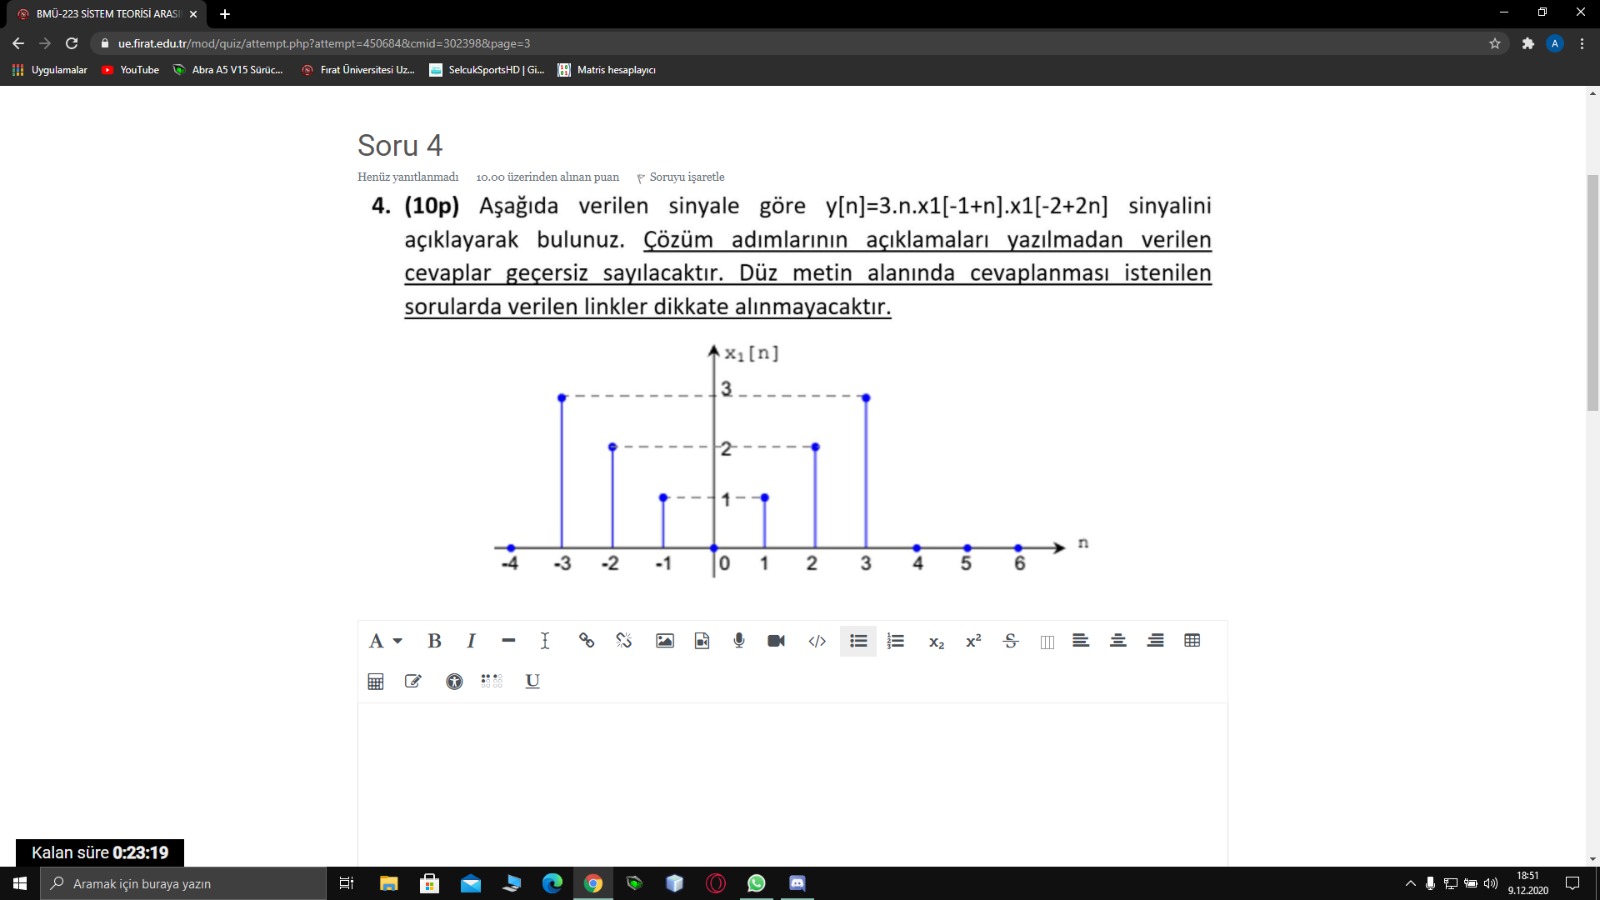 BMÜ-223 SİSTEM TEORİSİ ARASI
ue.firat.edu.tr/mod/quiz/attempt.php?attempt=450684&cmid=302398&page=3
A
Uygulamalar YouTube Abra A5 V15 Sürüc... Fırat Üniversitesi Uz... SelcukSportsHD | Gi... Matris hesaplayıcı
Soru 4
Henüz yanıtlanmadı 10.00 üzerinden alınan puan Soruyu işaretle
4. (10p) Aşağıda verilen sinyale göre y[n]=3.n.x1[-1+n].x1[-2+2n] sinyalini
açıklayarak bulunuz. Çözüm adımlarının açıklamaları yazılmadan verilen
cevaplar geçersiz sayılacaktır. Düz metin alanında cevaplanması istenilen
sorularda verilen linkler dikkate alınmayacaktır.
x₁[n]
3
2
1
n
-4 -3 -2 -1 0 1 2 3 4 5 6
A B I x₂ x² S
U
Kalan süre 0:23:19
Aramak için buraya yazın
18:51
9.12.2020